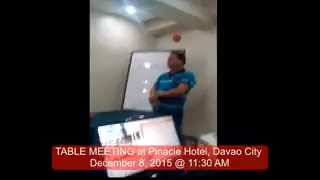 TABLE MEETING at Pinacle Hotel, Davao City
December 8, 2015 @ 11:30 AM